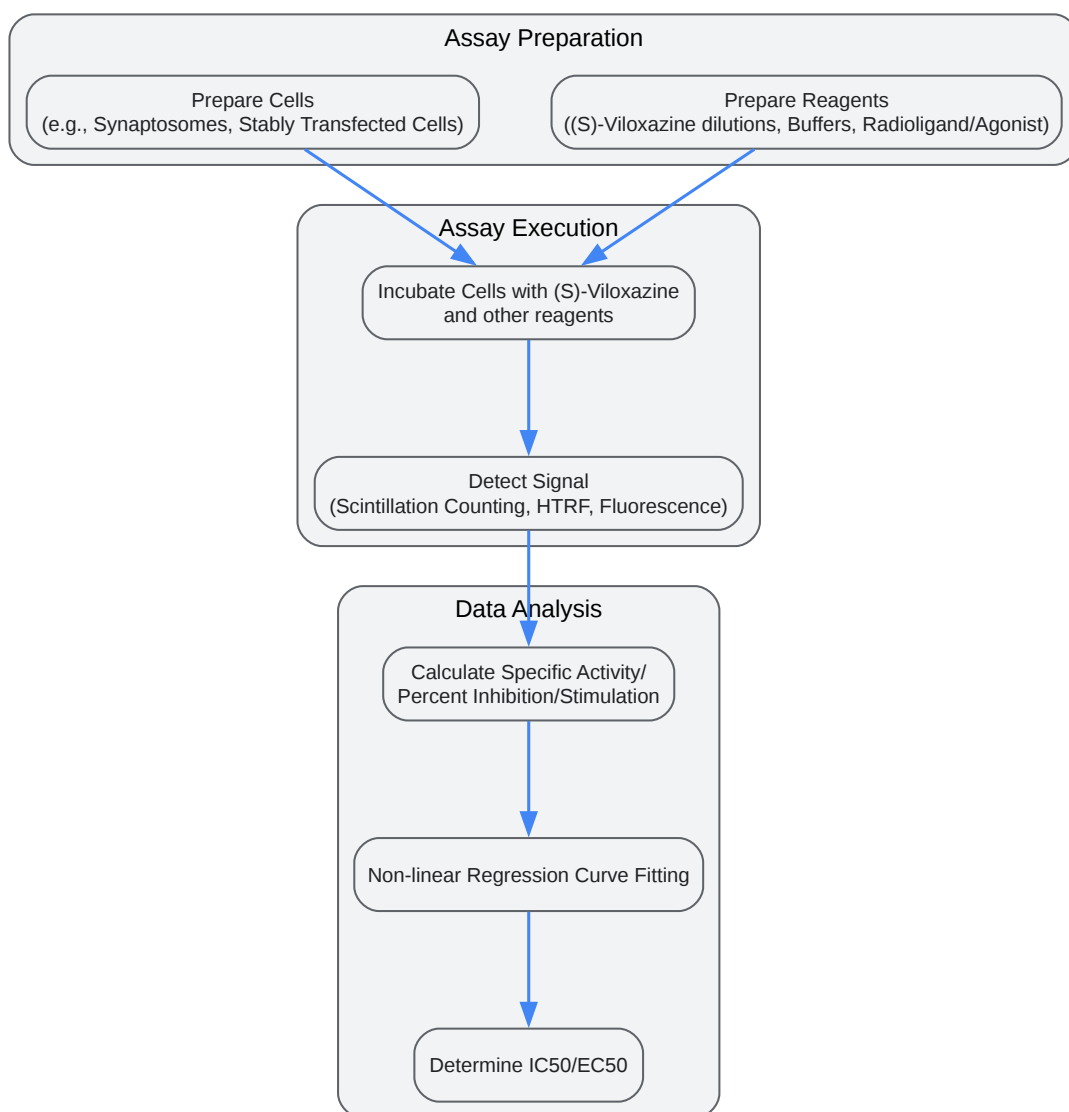 Assay Preparation
Prepare Cells
(e.g., Synaptosomes, Stably Transfected Cells)
Prepare Reagents
((S)-Viloxazine dilutions, Buffers, Radioligand/Agonist)
Assay Execution
Incubate Cells with (S)-Viloxazine
and other reagents
Detect Signal
(Scintillation Counting, HTRF, Fluorescence)
Data Analysis
Calculate Specific Activity/
Percent Inhibition/Stimulation
Non-linear Regression Curve Fitting
Determine IC50/EC50